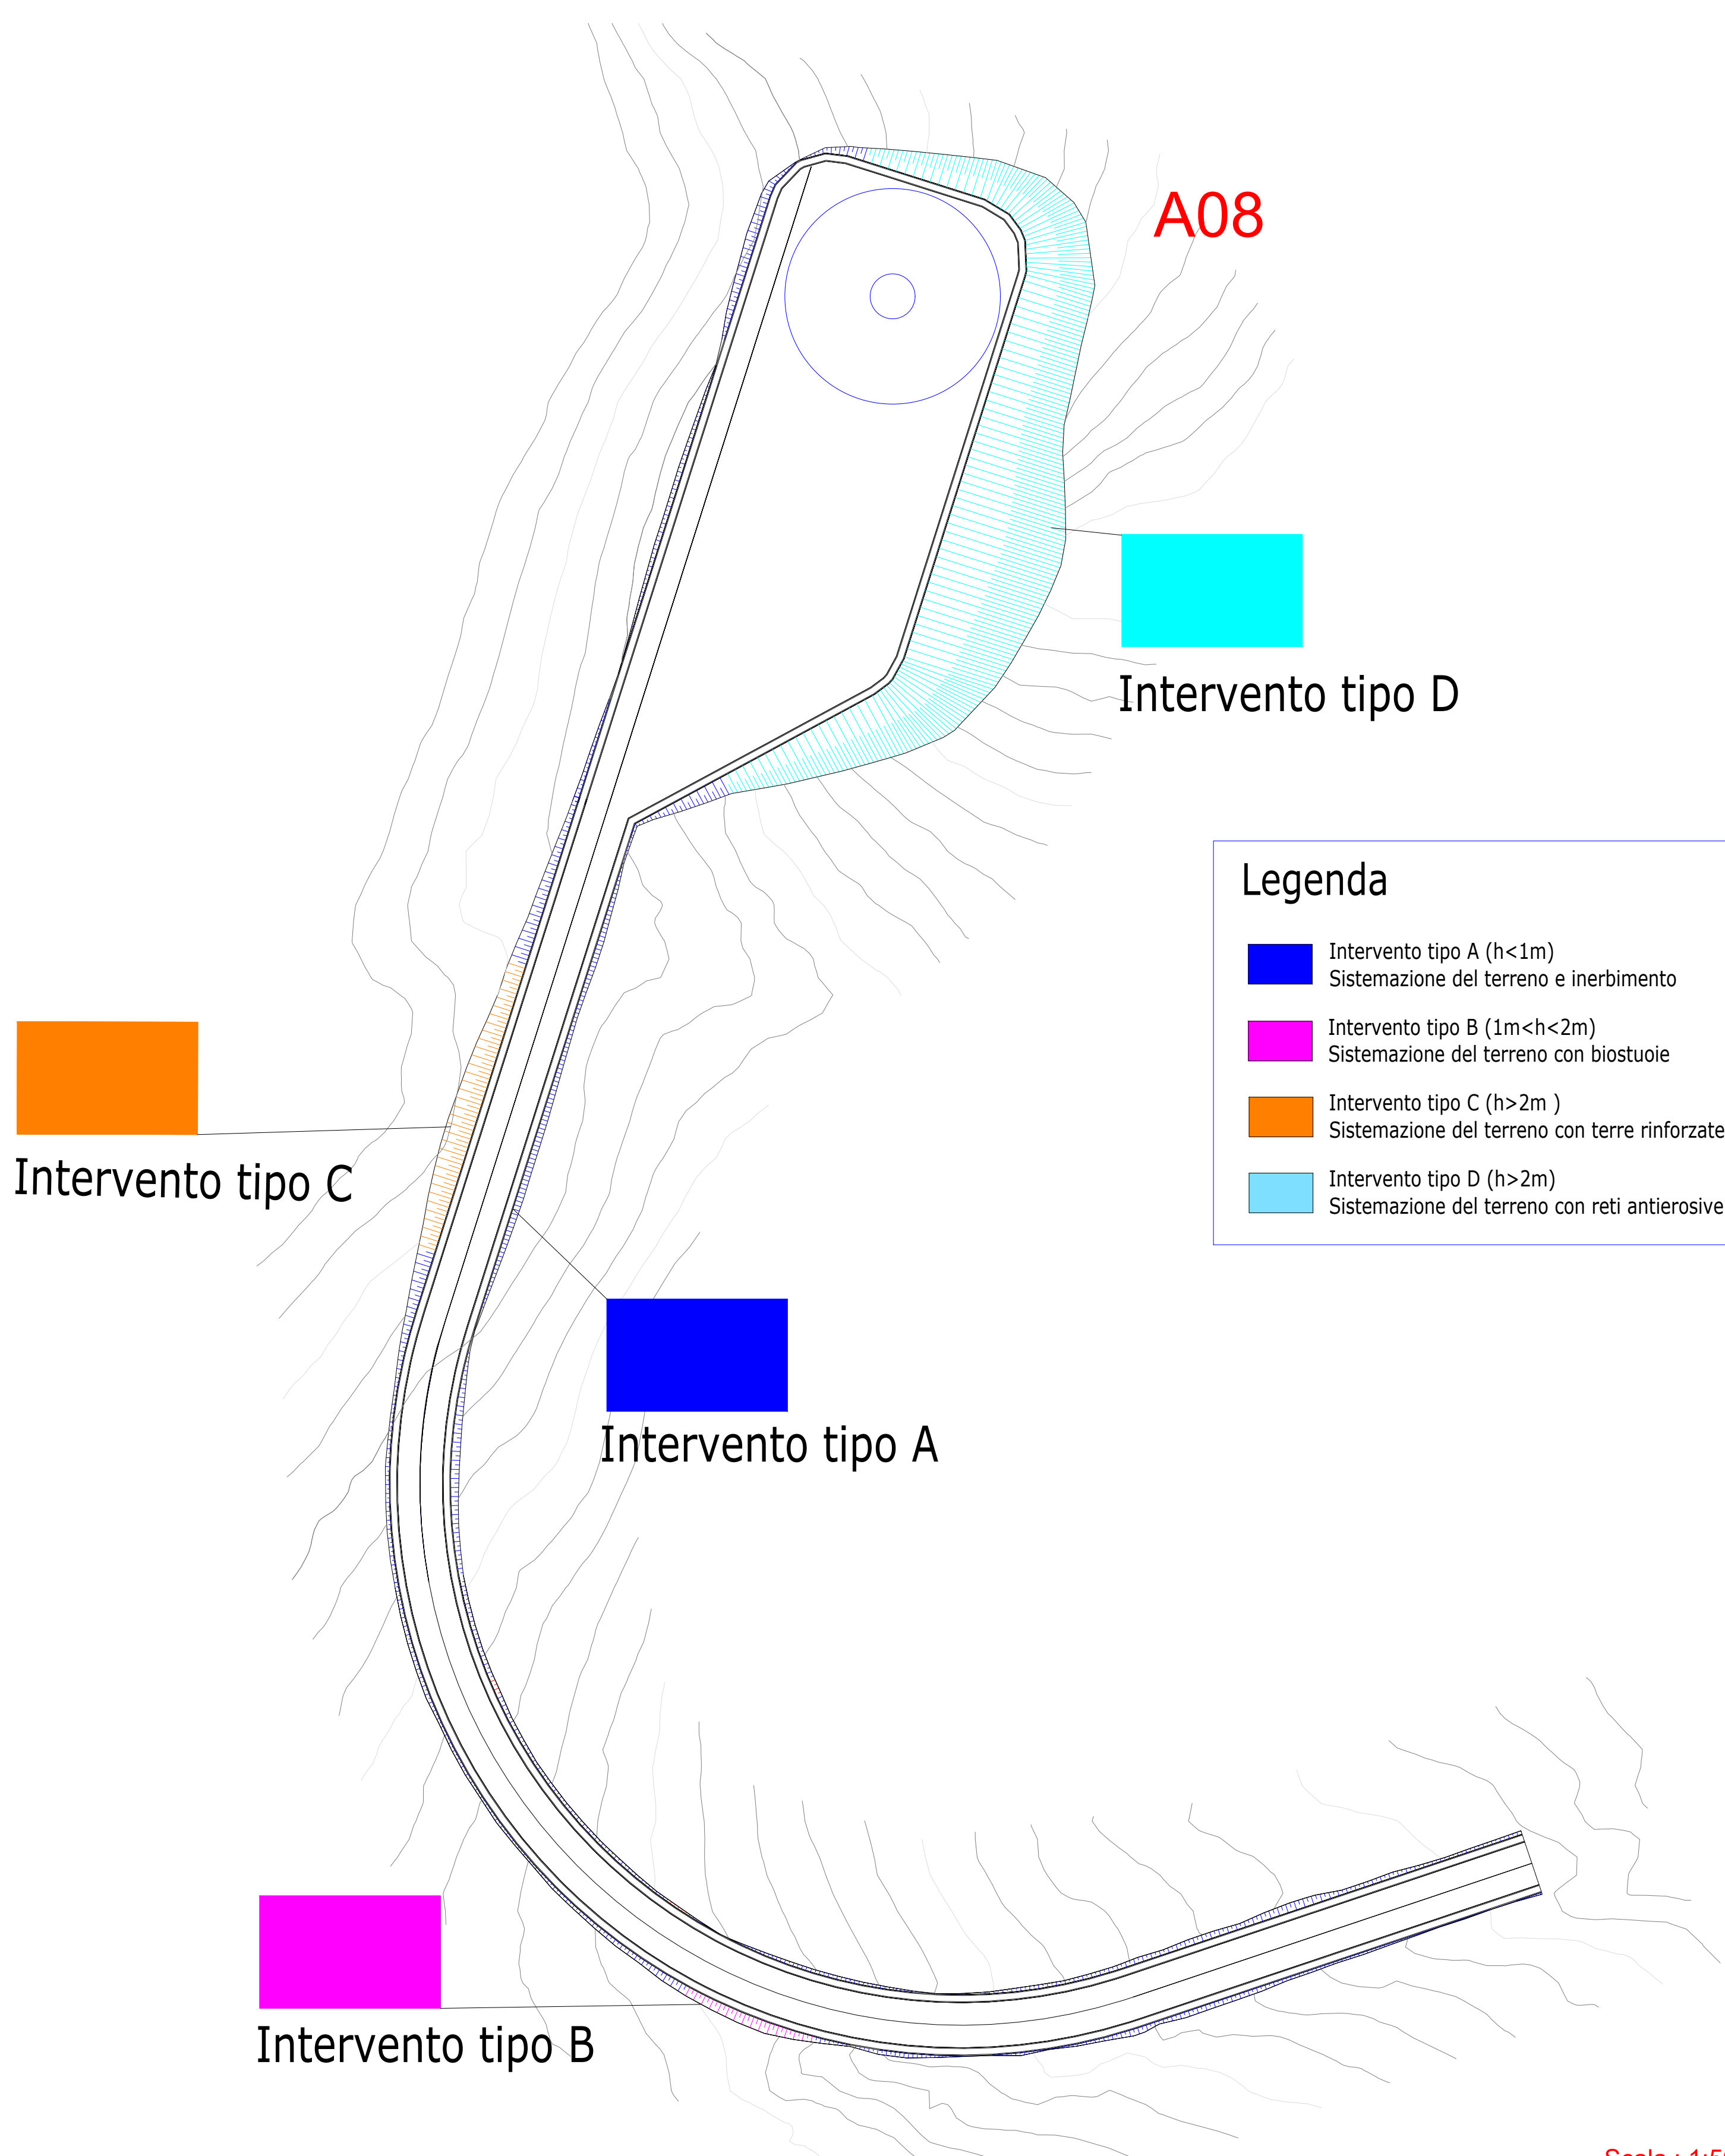 A08
Intervento tipo D
Legenda
Intervento tipo A (h<1m)
Sistemazione del terreno e inerbimento
Intervento tipo B (1m<h<2m)
Sistemazione del terreno con biostuoie
Intervento tipo C (h>2m )
Sistemazione del terreno con terre rinforzate
Intervento tipo D (h>2m)
Sistemazione del terreno con reti antierosive
Intervento tipo C
Intervento tipo A
Intervento tipo B